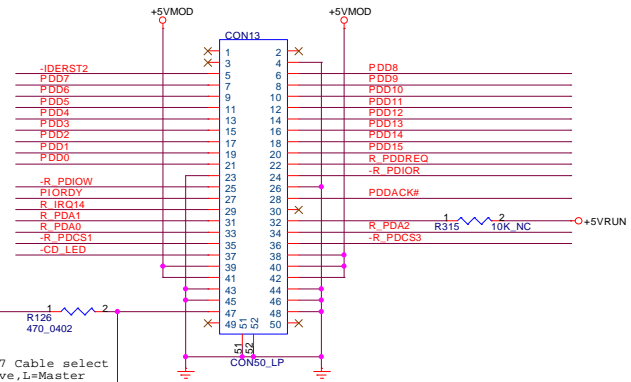 +5VMOD +5VMOD
CON13
1 2
3 4
-IDERST2 5 6 PDD8
PDD7 7 8 PDD9
PDD6 9 10 PDD10
PDD5 11 12 PDD11
PDD4 13 14 PDD12
PDD3 15 16 PDD13
PDD2 17 18 PDD14
PDD1 19 20 PDD15
PDD0 21 22 R_PDDREQ
23 24 -R_PDIOR
-R_PDIOW 25 26
PIORDY 27 28 PDDACK#
R_IRQ14 29 30
R_PDA1 31 32 1 R315 2 10K_NC +5VRUN
R_PDA0 33 34 R_PDA2
-R_PDCS1 35 36 -R_PDCS3
-CD_LED 37 38
39 40
41 42
43 44
45 46
1 2 47 48
R126 49 50
470_0402 51 52
51 52
CON50_LP
7 Cable select
ve,L=Master